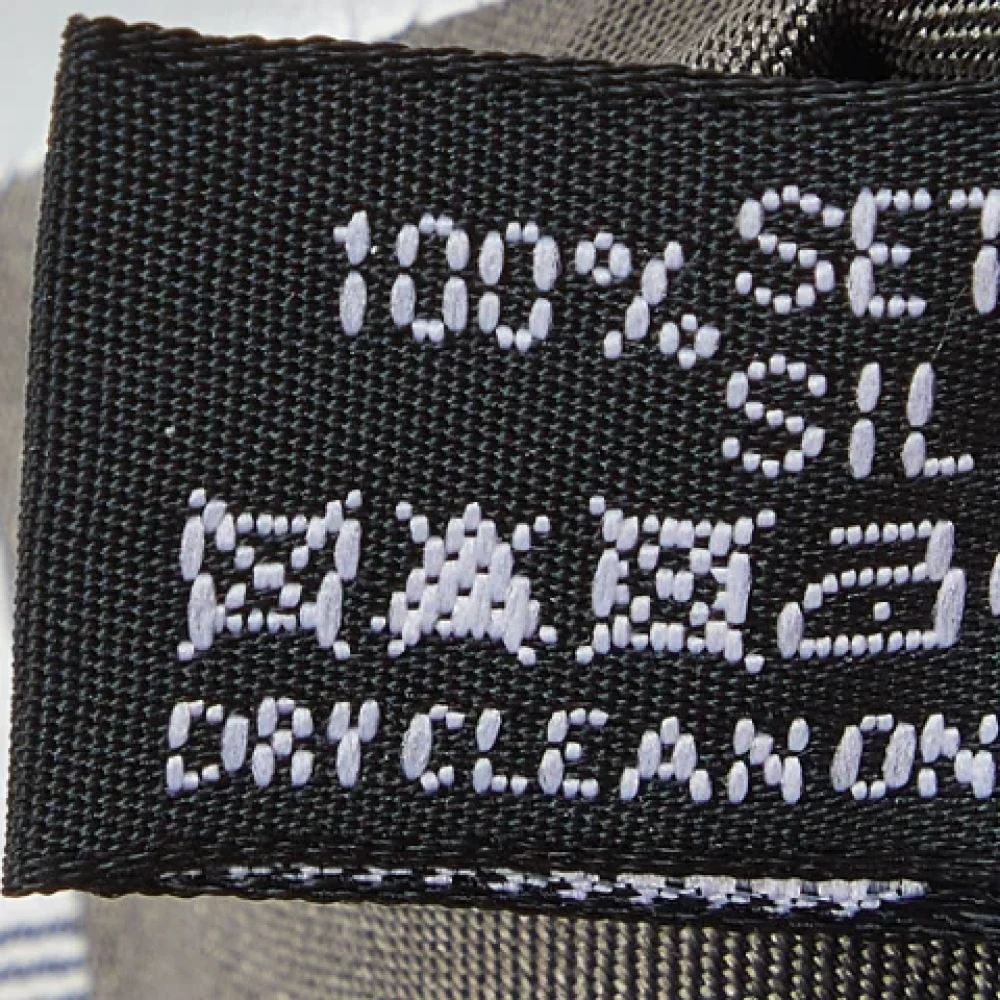 100% SET
SIL
DRY CLEAN ON